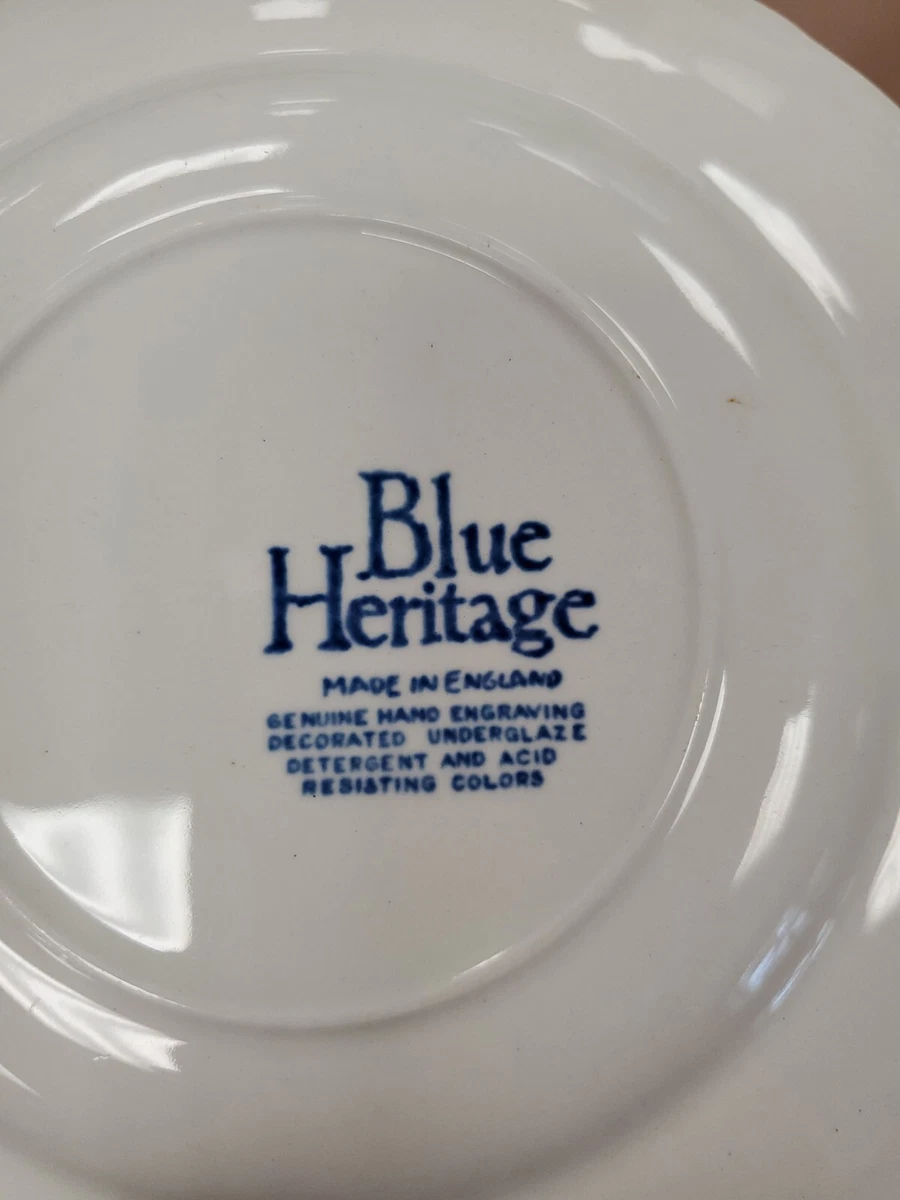 Blue
Heritage
MADE IN ENGLAND
GENUINE HAND ENGRAVING
DECORATED UNDERGLAZE
DETERGENT AND ACID
RESISTING COLORS